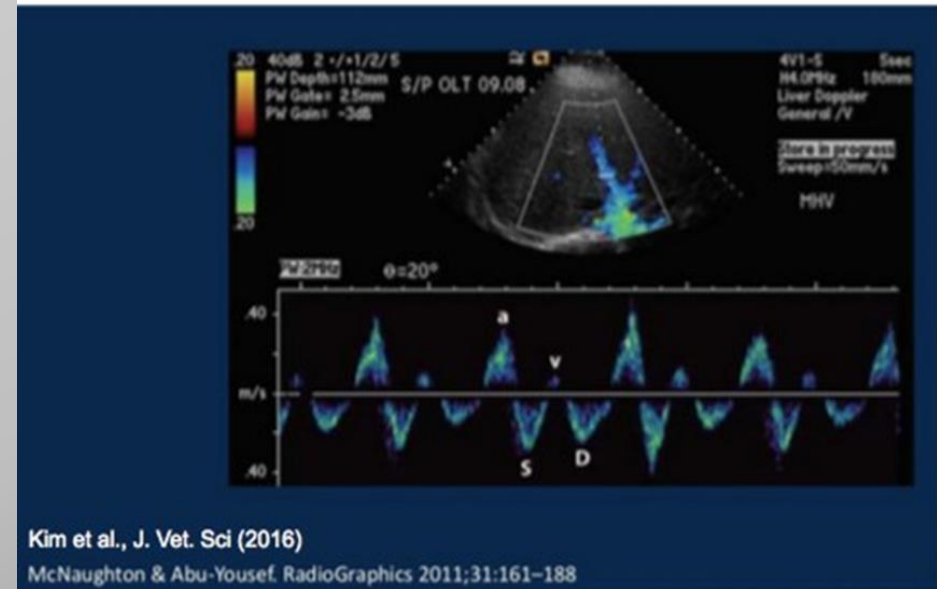 .20 40dB 2 •/+1/2/5
PW Depth=112mm
PW Gate= 2.5mm
PW Gain= -3dB
S/P OLT 09.08.
4V1-S 5sec
H4.0MHz 180mm
Liver Doppler
General /V
Store in progress
Sweep=50mm/s
MHV
.20
PW:2MHz θ=20°
.40
a
v
m/s
S D
.40
Kim et al., J. Vet. Sci (2016)
McNaughton & Abu-Yousef. RadioGraphics 2011;31:161–188